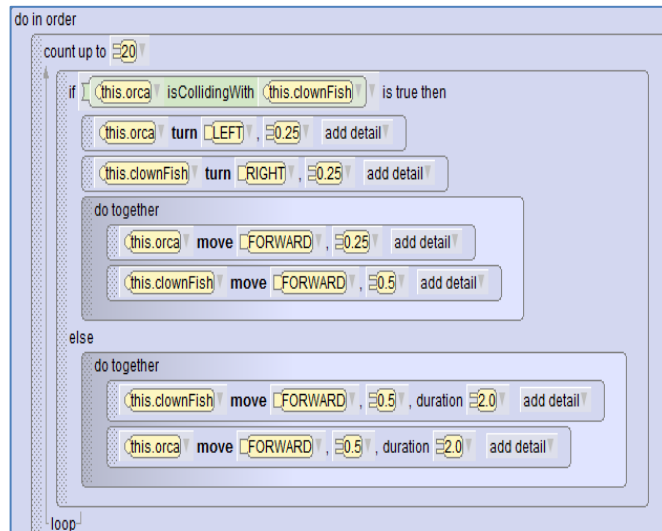 do in order
count up to 20
if this.orca isCollidingWith this.clownFish is true then
this.orca turn LEFT , 0.25 add detail
this.clownFish turn RIGHT , 0.25 add detail
do together
this.orca move FORWARD , 0.25 add detail
this.clownFish move FORWARD , 0.5 add detail
else
do together
this.clownFish move FORWARD , 0.5 , duration 2.0 add detail
this.orca move FORWARD , 0.5 , duration 2.0 add detail
loop